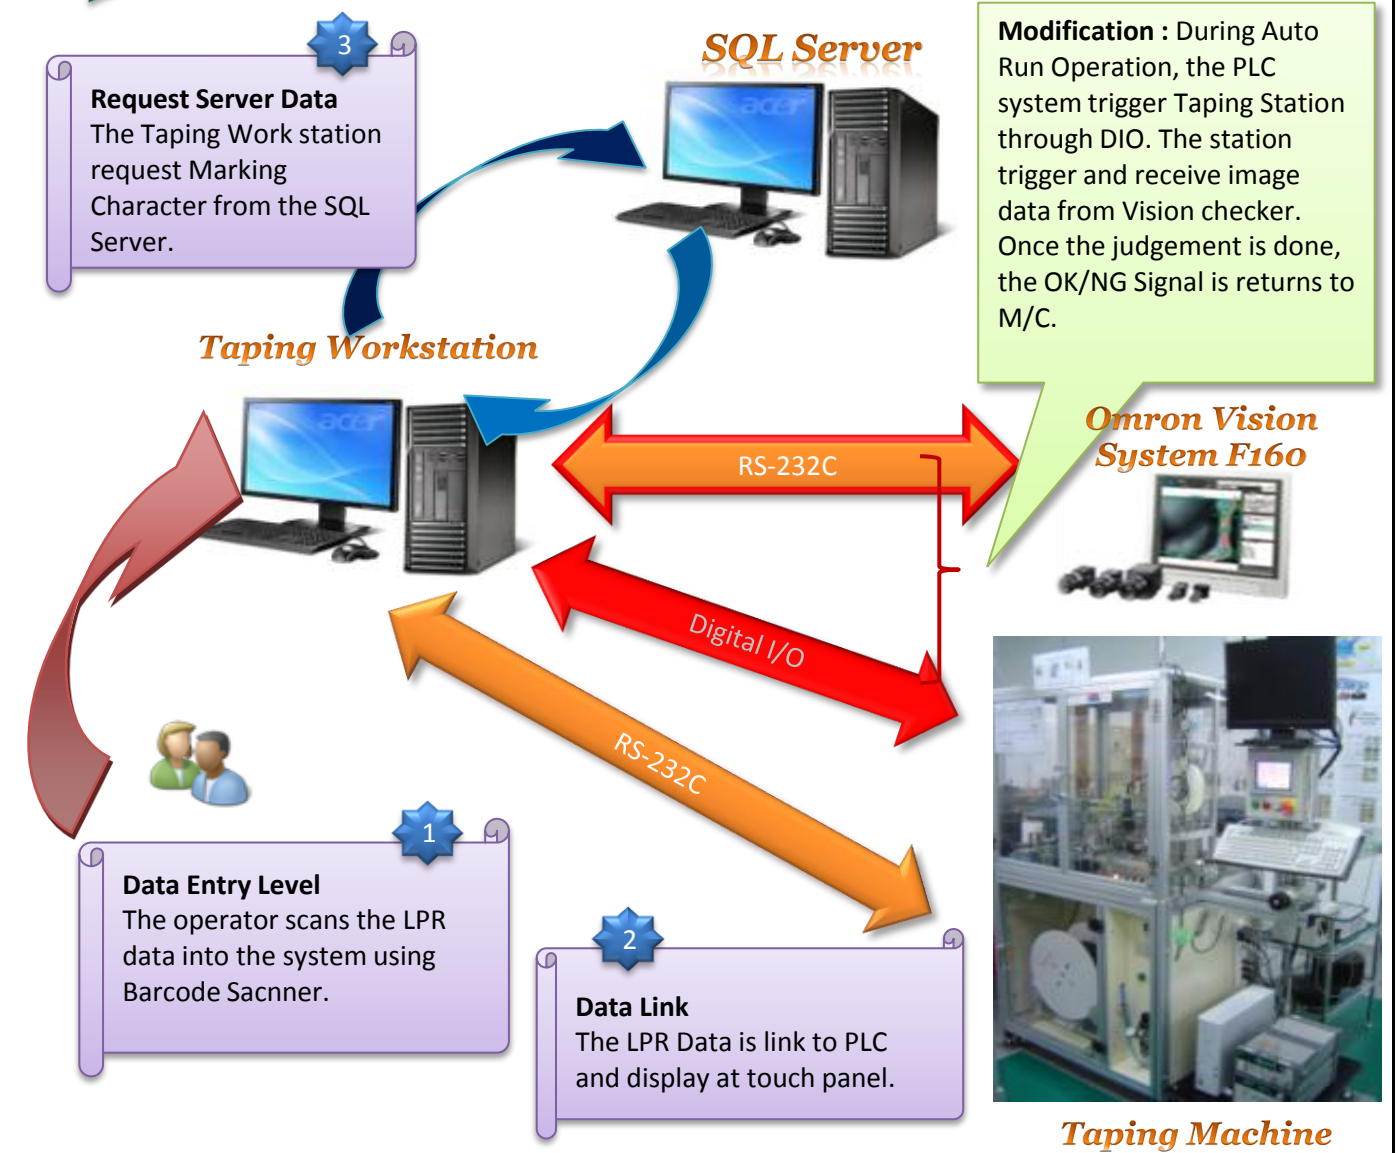 3
Request Server Data
The Taping Work station
request Marking
Character from the SQL
Server.
SQL Server
acer
Modification : During Auto
Run Operation, the PLC
system trigger Taping Station
through DIO. The station
trigger and receive image
data from Vision checker.
Once the judgement is done,
the OK/NG Signal is returns to
M/C.
Taping Workstation
acer
RS-232C
Omron Vision
System F160
Digital I/O
RS-232C
1
Data Entry Level
The operator scans the LPR
data into the system using
Barcode Sacnner.
2
Data Link
The LPR Data is link to PLC
and display at touch panel.
Taping Machine